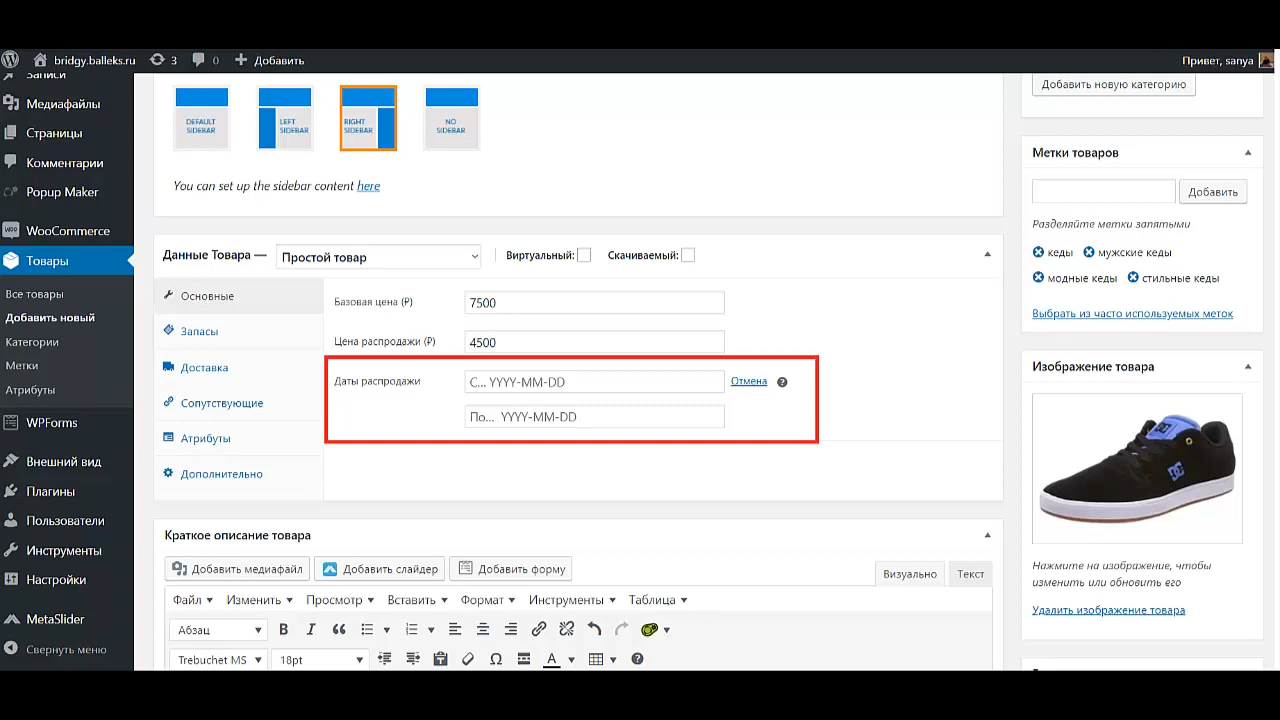 bridgy.balleks.ru
3
0
Добавить
Привет, sanya
Записи
Медиафайлы
Страницы
Комментарии
Popup Maker
WooCommerce
Товары
Все товары
Добавить новый
Категории
Метки
Атрибуты
WPForms
Внешний вид
Плагины
Пользователи
Инструменты
Настройки
MetaSlider
Свернуть меню
DEFAULT
SIDEBAR
LEFT
SIDEBAR
RIGHT
SIDEBAR
NO
SIDEBAR
You can set up the sidebar content here
Данные Товара —
Простой товар
Виртуальный:
Скачиваемый:
Основные
Запасы
Доставка
Сопутствующие
Атрибуты
Дополнительно
Базовая цена (₽)
7500
Цена распродажи (₽)
4500
Даты распродажи
С... YYYY-MM-DD
Отмена
По... YYYY-MM-DD
Краткое описание товара
Добавить медиафайл
Добавить слайдер
Добавить форму
Визуально
Текст
Файл
Изменить
Просмотр
Вставить
Формат
Инструменты
Таблица
Абзац
Trebuchet MS
18pt
Добавить новую категорию
Метки товаров
Добавить
Разделяйте метки запятыми
кеды
мужские кеды
модные кеды
стильные кеды
Выбрать из часто используемых меток
Изображение товара
DC
Нажмите на изображение, чтобы
изменить или обновить его
Удалить изображение товара